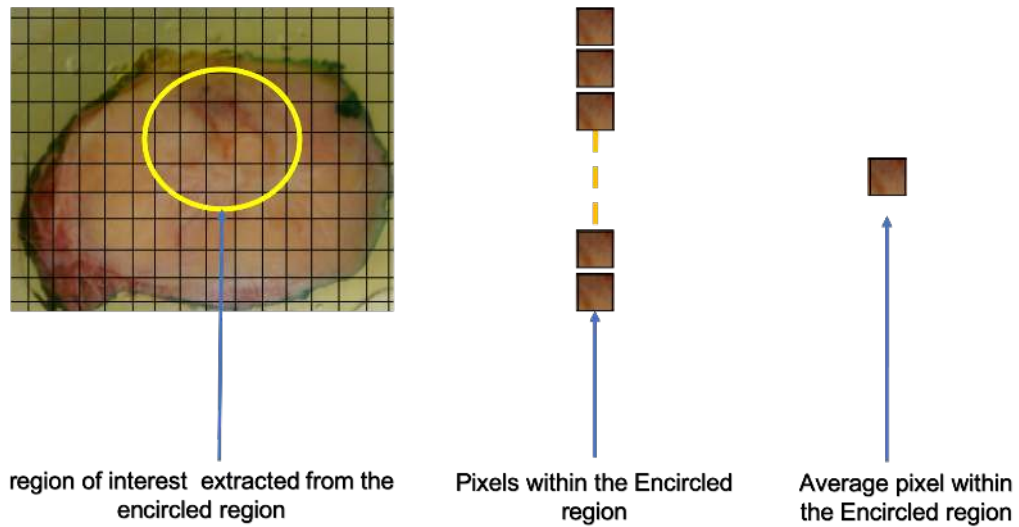 region of interest extracted from the
encircled region
Pixels within the Encircled
region
Average pixel within
the Encircled region